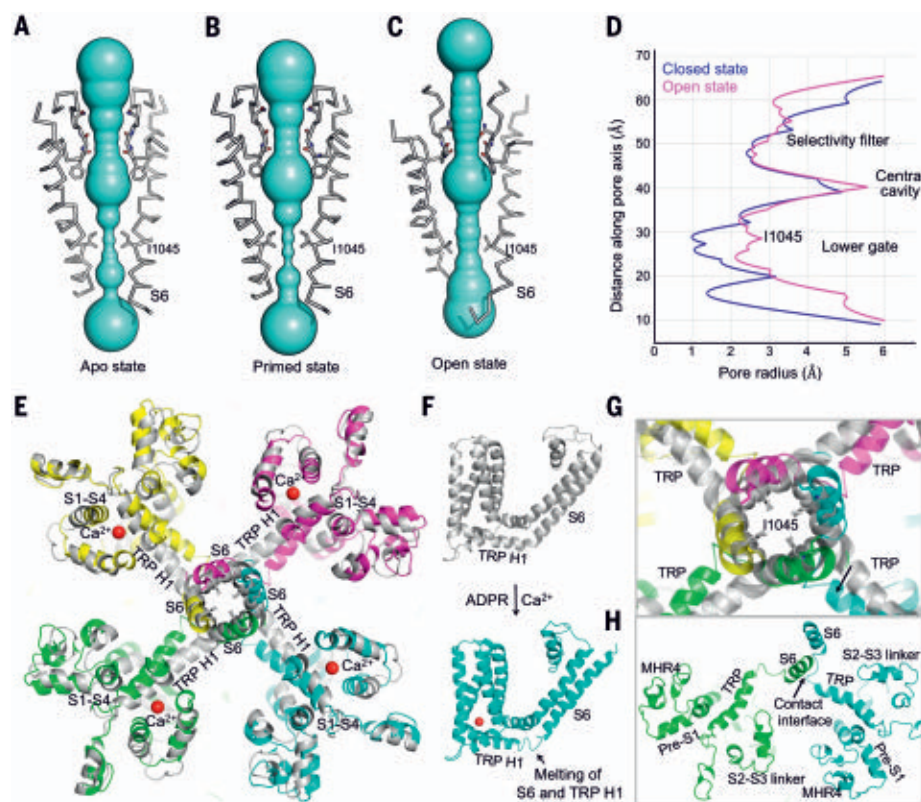 A
B
C
D
I1045
S6
Apo state
I1045
S6
Primed state
I1045
S6
Open state
70
60
50
40
30
20
10
Distance along pore axis (Å)
Closed state
Open state
Selectivity filter
Centra
cavity
I1045
Lower gate
0 1 2 3 4 5 6
Pore radius (Å)
E
Ca²⁺
S1-S4
Ca²⁺
S1-S4
TRP H1
TRP H1
S6
S6
S6
S6
TRP H1
TRP H1
Ca²⁺
S1-S4
Ca²⁺
S1-S4
F
S6
TRP H1
ADPR
Ca²⁺
S6
TRP H1
Melting of
S6 and TRP H1
G
TRP
TRP
I1045
TRP
TRP
H
S6
S2-S3 linker
MHR4
TRP
S6
TRP
Contact
interface
Pre-S1
Pre-S1
S2-S3 linker
MHR4